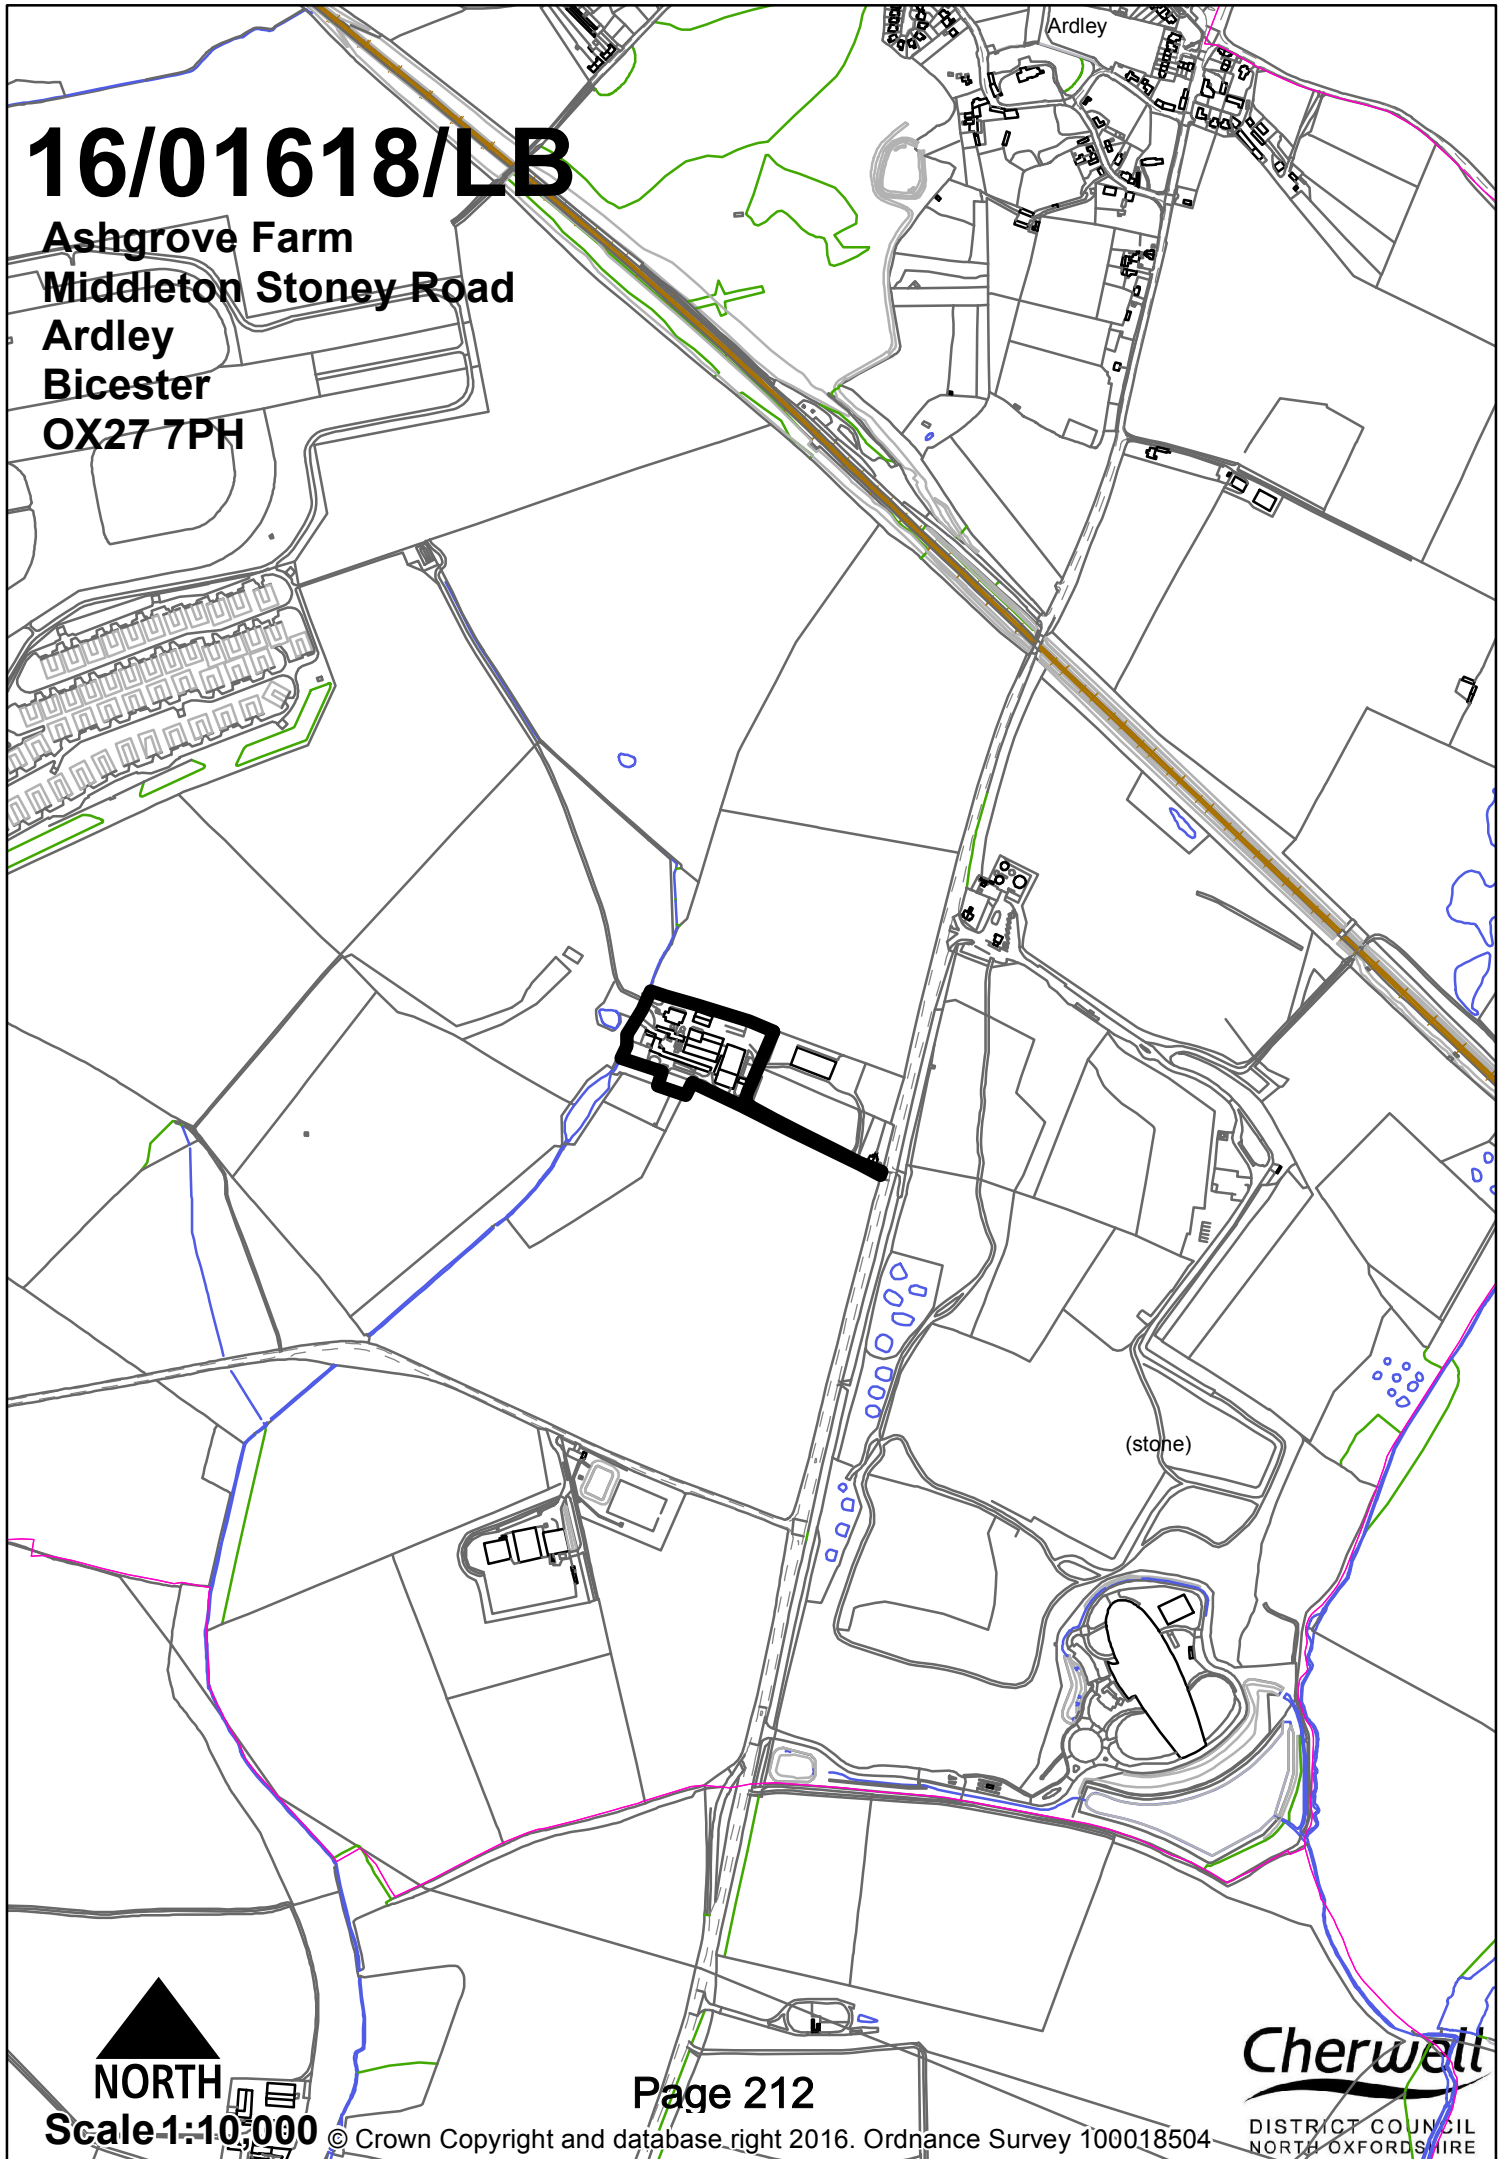 Ardley
16/01618/LB
Ashgrove Farm
Middleton Stoney Road
Ardley
Bicester
OX27 7PH
(stone)
NORTH
Scale 1:10,000
Page 212
© Crown Copyright and database right 2016. Ordnance Survey 100018504
Cherwell
DISTRICT COUNCIL
NORTH OXFORDSHIRE